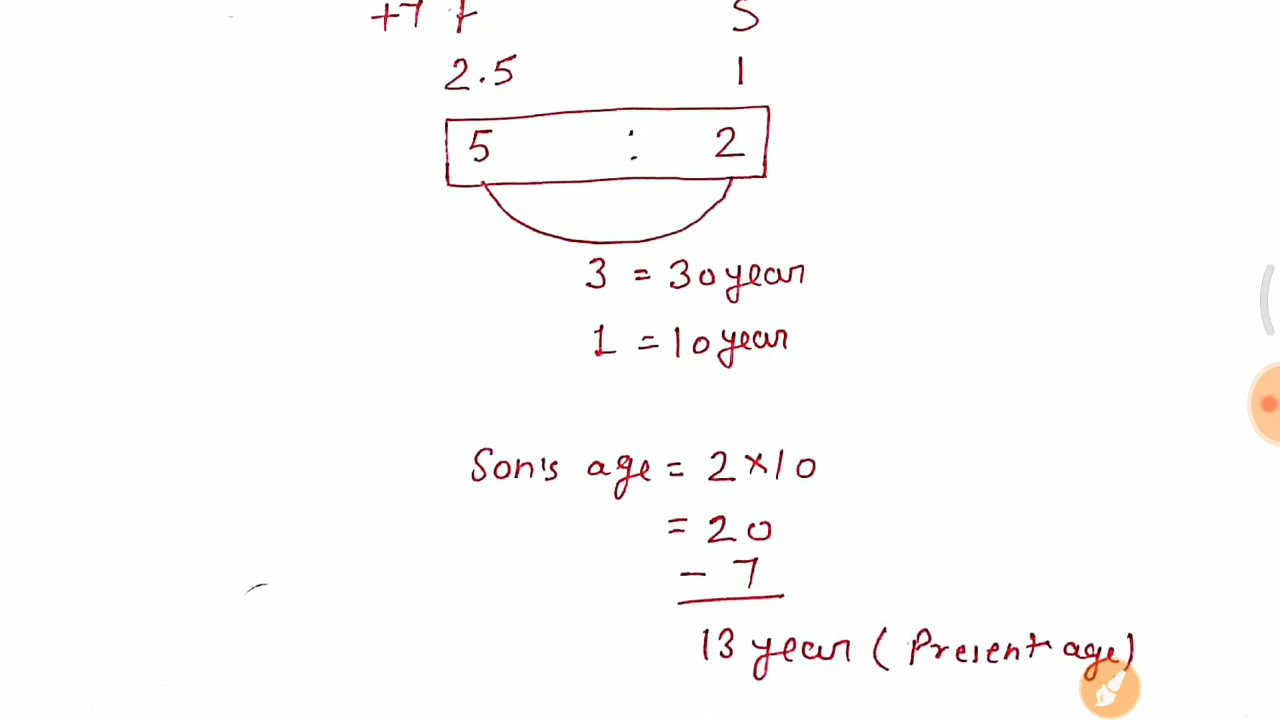 +7 F S
2.5 1
5 : 2
3 = 30 year
1 = 10 year
Son's age = 2×10
= 20
- 7
13 year (Present age)